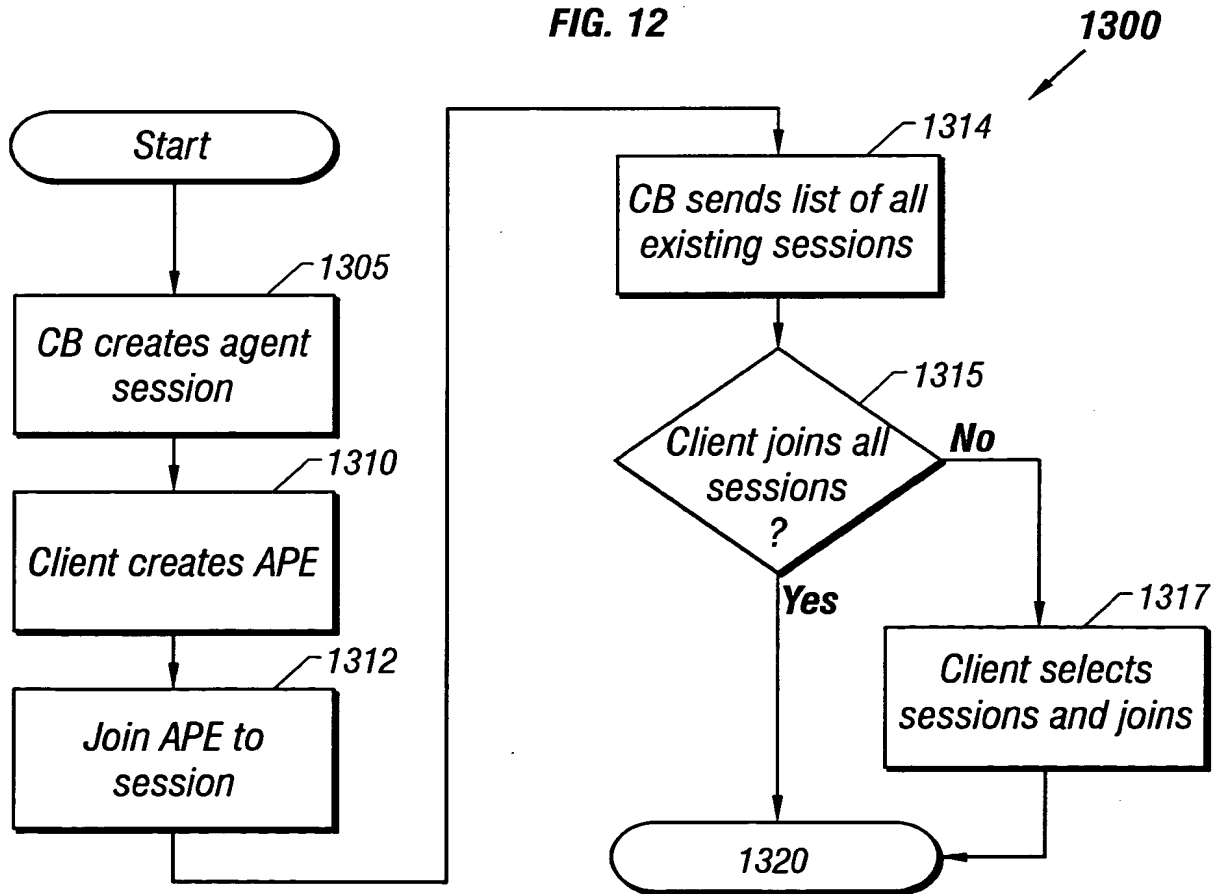 FIG. 12
1300
Start
1305
CB creates agent
session
1310
Client creates APE
1312
Join APE to
session
1314
CB sends list of all
existing sessions
1315
Client joins all
sessions
?
No
Yes
1317
Client selects
sessions and joins
1320